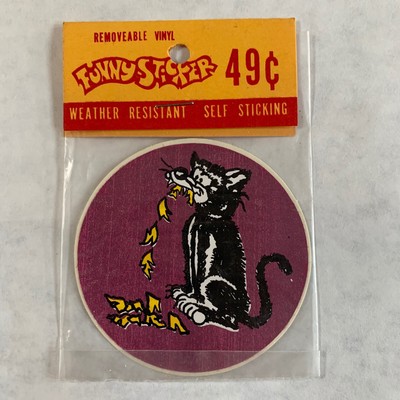 REMOVEABLE VINYL
FUNNY STICKER 49¢
WEATHER RESISTANT SELF STICKING